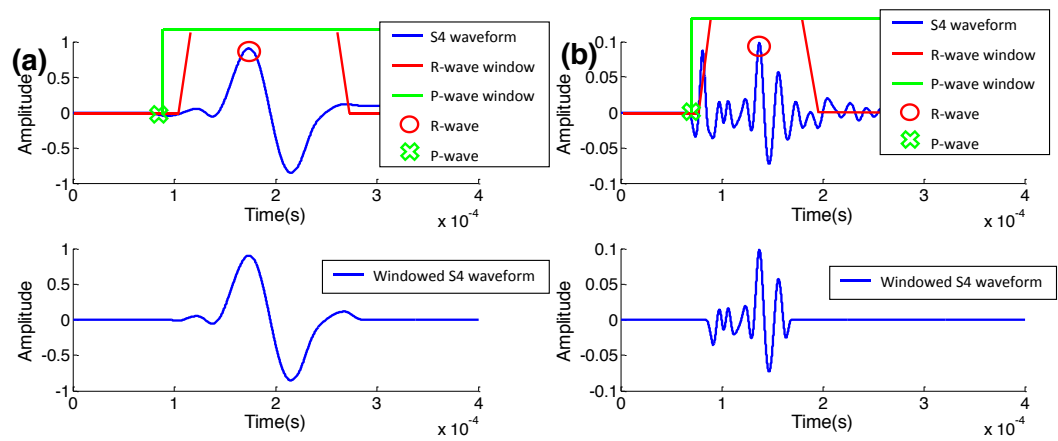 (a)
Amplitude
1
0.5
0
-0.5
-1
0
1
2
3
4
Time(s)
x 10-4
S4 waveform
R-wave window
P-wave window
R-wave
P-wave
(b)
Amplitude
0.1
0.05
0
-0.05
-0.1
0
1
2
3
4
Time(s)
x 10-4
S4 waveform
R-wave window
P-wave window
R-wave
P-wave
Amplitude
1
0.5
0
-0.5
-1
0
1
2
3
4
Time(s)
x 10-4
Windowed S4 waveform
Amplitude
0.1
0.05
0
-0.05
0.1
0
1
2
3
4
Time(s)
x 10-4
Windowed S4 waveform